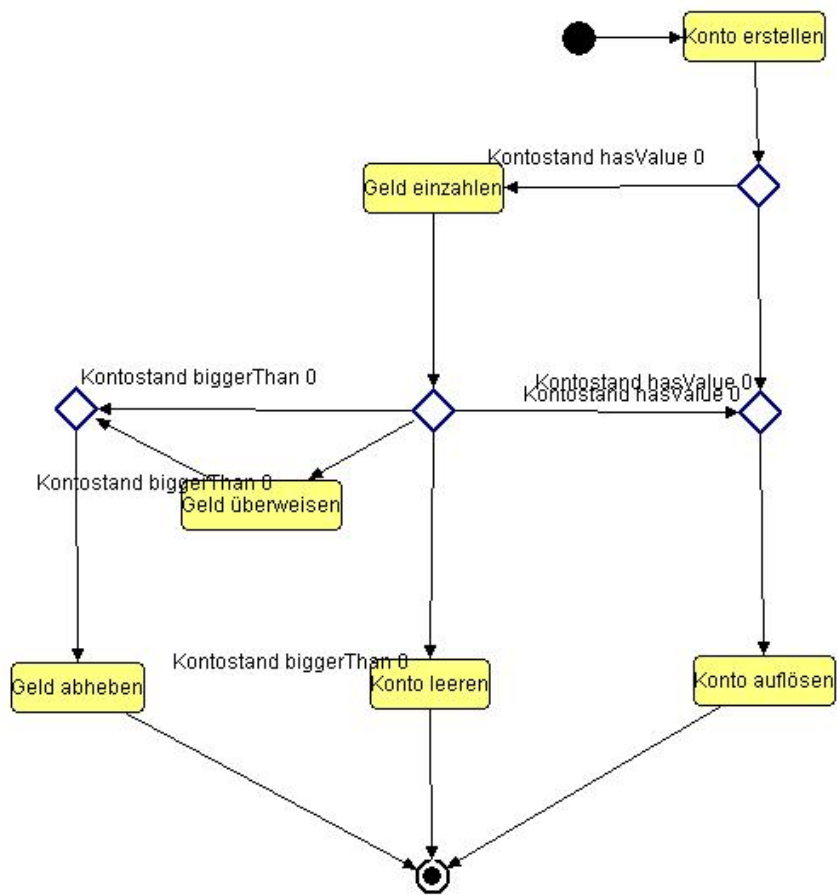 Konto erstellen
Kontostand hasValue 0
Geld einzahlen
Kontostand biggerThan 0
Kontostand hasValue 0
Kontostand hasValue 0
Kontostand biggerThan 0
Geld überweisen
Kontostand biggerThan 0
Geld abheben
Konto leeren
Konto auflösen